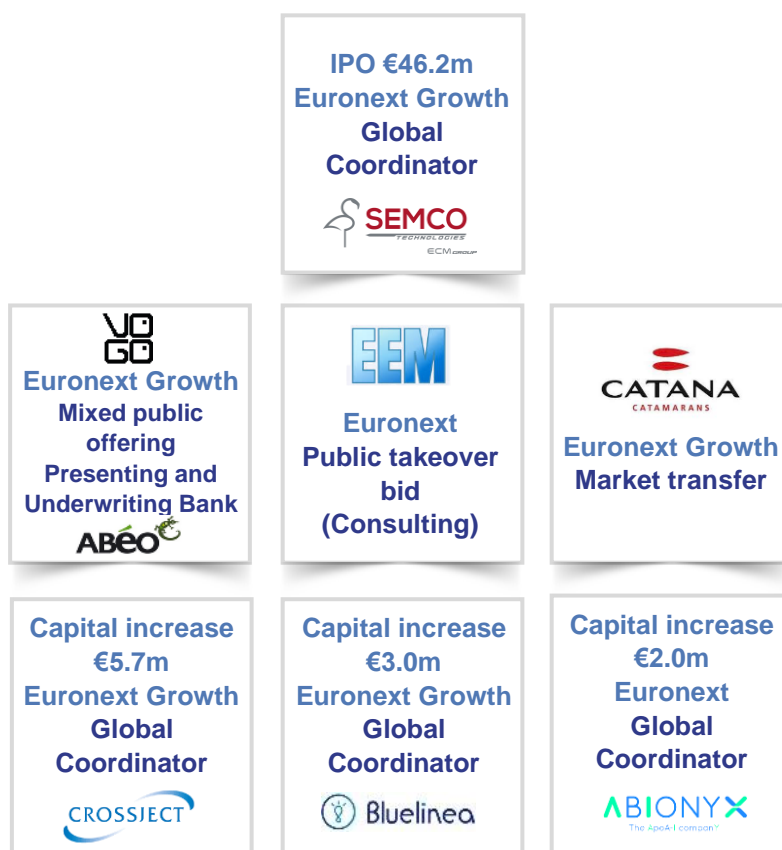 IPO €46.2m
Euronext Growth
Global
Coordinator
SEMCO
TECHNOLOGIES
ECM GROUP
VOGO
Euronext Growth
Mixed public
offering
Presenting and
Underwriting Bank
ABéO
EEM
Euronext
Public takeover
bid
(Consulting)
CATANA
CATAMARANS
Euronext Growth
Market transfer
Capital increase
€5.7m
Euronext Growth
Global
Coordinator
CROSSJECT
Capital increase
€3.0m
Euronext Growth
Global
Coordinator
Bluelinea
Capital increase
€2.0m
Euronext
Global
Coordinator
ABIONYX
The ApoA-I company